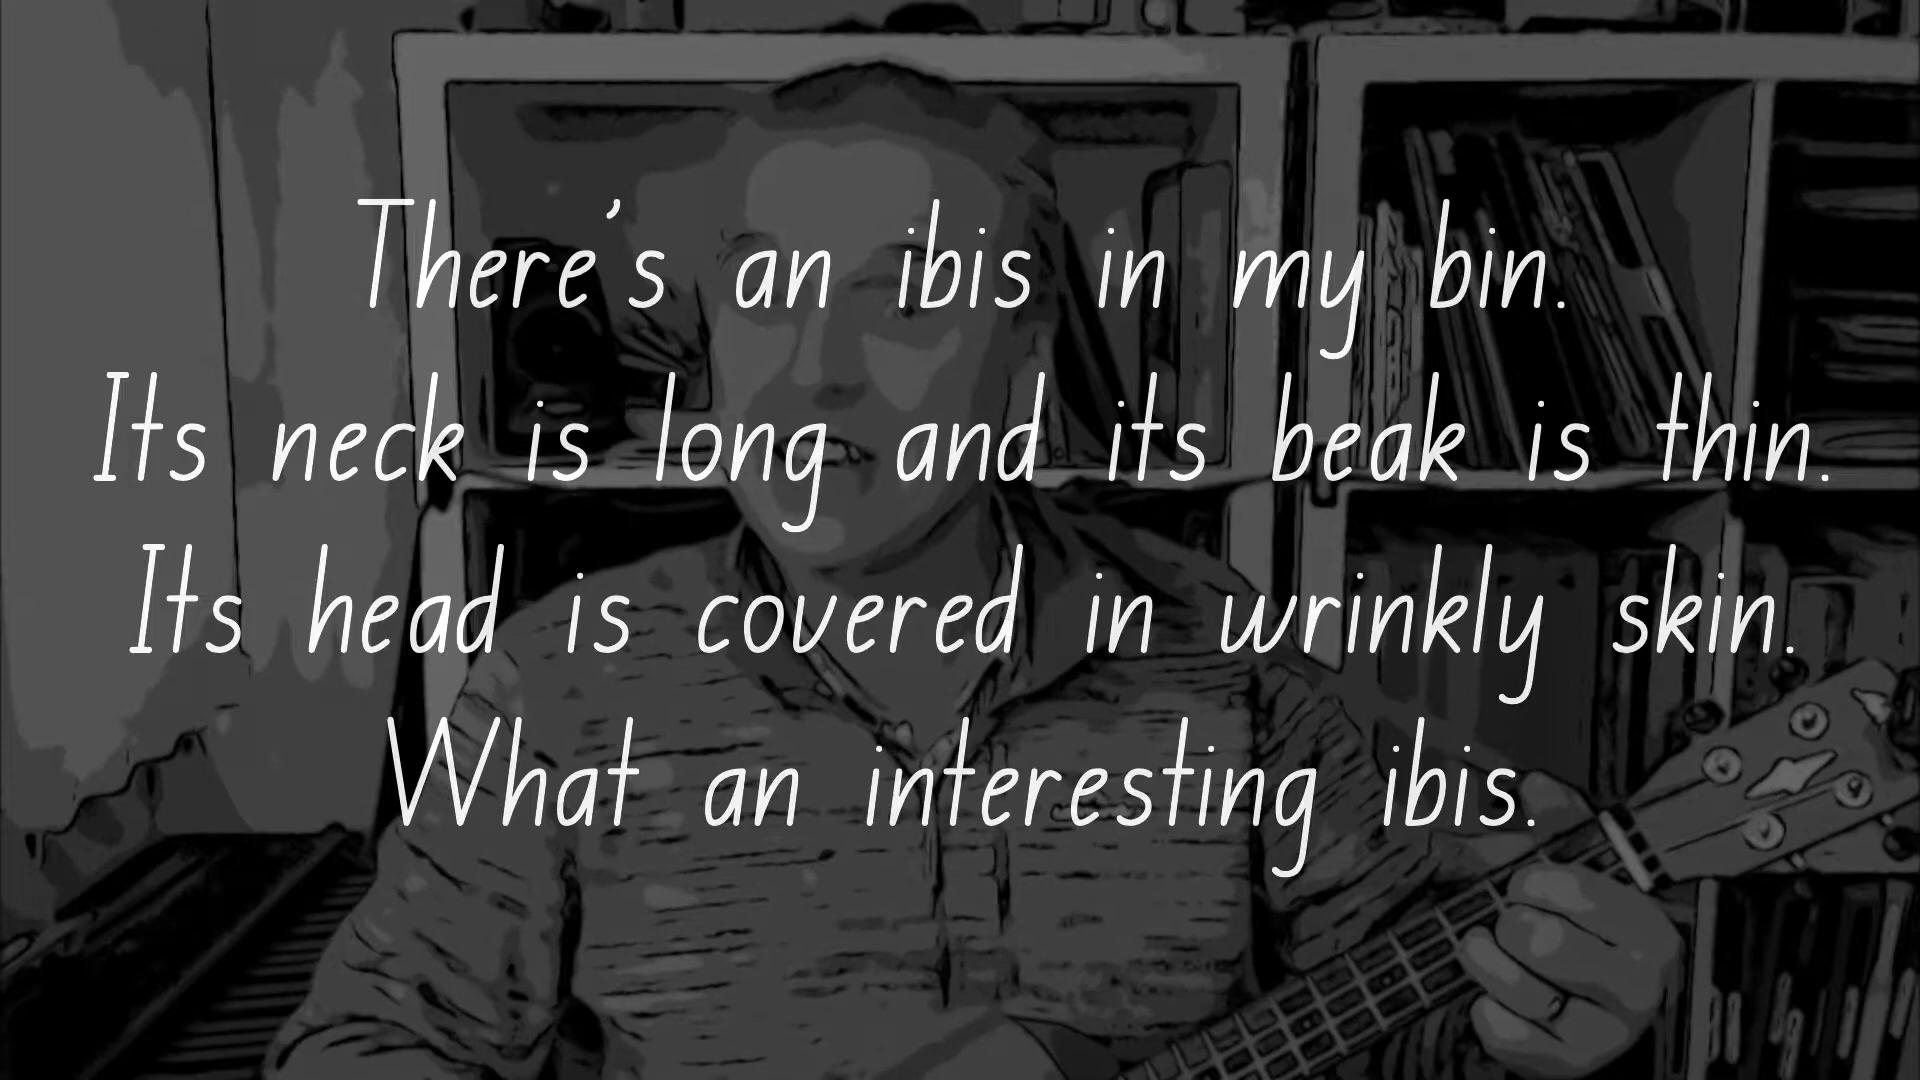 There's an ibis in my bin.
Its neck is long and its beak is thin.
Its head is covered in wrinkly skin.
What an interesting ibis.